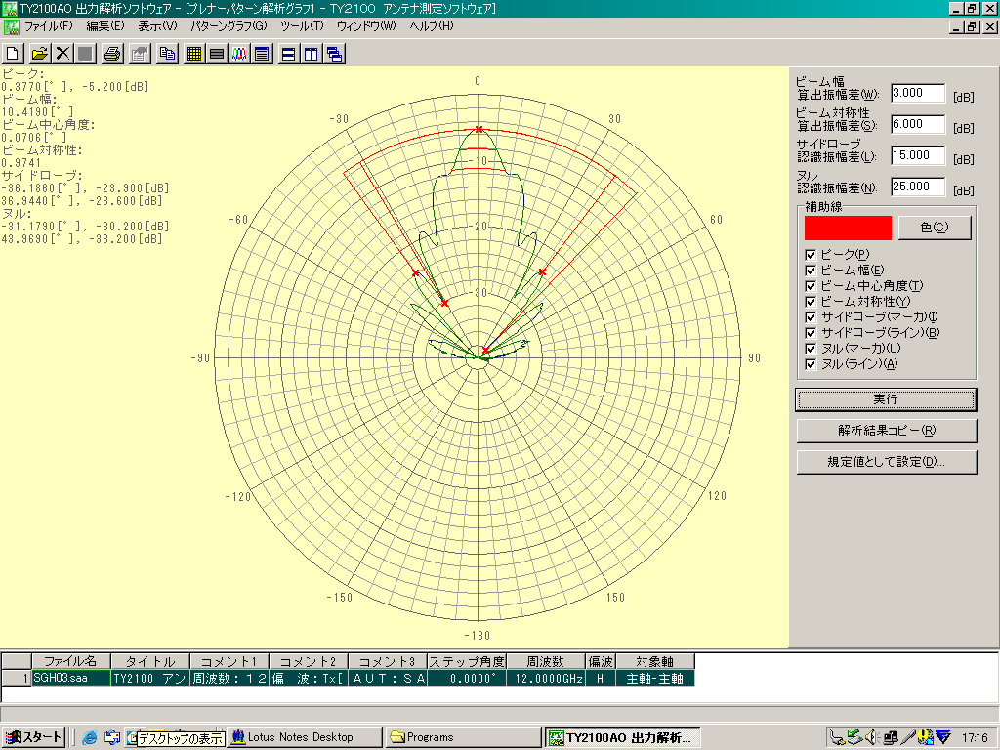 TY2100AO 出力解析ソフトウェア - [プレナーパターン解析グラフ1 - TY2100 アンテナ測定ソフトウェア]
ファイル(F) 編集(E) 表示(V) パターングラフ(G) ツール(T) ウィンドウ(W) ヘルプ(H)
ピーク:
0.3770[ﾟ], -5.200[dB]
ビーム幅:
10.4190[ﾟ]
ビーム中心角度:
0.0706[ﾟ]
ビーム対称性:
0.9741
サイドローブ:
-36.1860[ﾟ], -23.900[dB]
36.9440[ﾟ], -23.600[dB]
ヌル:
-31.1790[ﾟ], -30.200[dB]
43.9690[ﾟ], -38.200[dB]
0
-30
30
-10
-60
60
-20
-30
-90
90
-120
120
-150
150
-180
ビーム幅
算出振幅差(W): 3.000 [dB]
ビーム対称性
算出振幅差(S): 6.000 [dB]
サイドローブ
認識振幅差(L): 15.000 [dB]
ヌル
認識振幅差(N): 25.000 [dB]
補助線
色(C)
ピーク(P)
ビーム幅(E)
ビーム中心角度(T)
ビーム対称性(Y)
サイドローブ(マーカ)(I)
サイドローブ(ライン)(B)
ヌル(マーカ)(U)
ヌル(ライン)(A)
実行
解析結果コピー(R)
規定値として設定(D)...
ファイル名 タイトル コメント1 コメント2 コメント3 ステップ角度 周波数 偏波 対象軸
1 SGH03.saa TY2100 アン 周波数：１２ 偏　波：Tx[ ＡＵＴ：ＳＡ 0.0000ﾟ 12.0000GHz H 主軸-主軸
スタート デスクトップの表示 Lotus Notes Desktop Programs TY2100AO 出力解析... 17:16